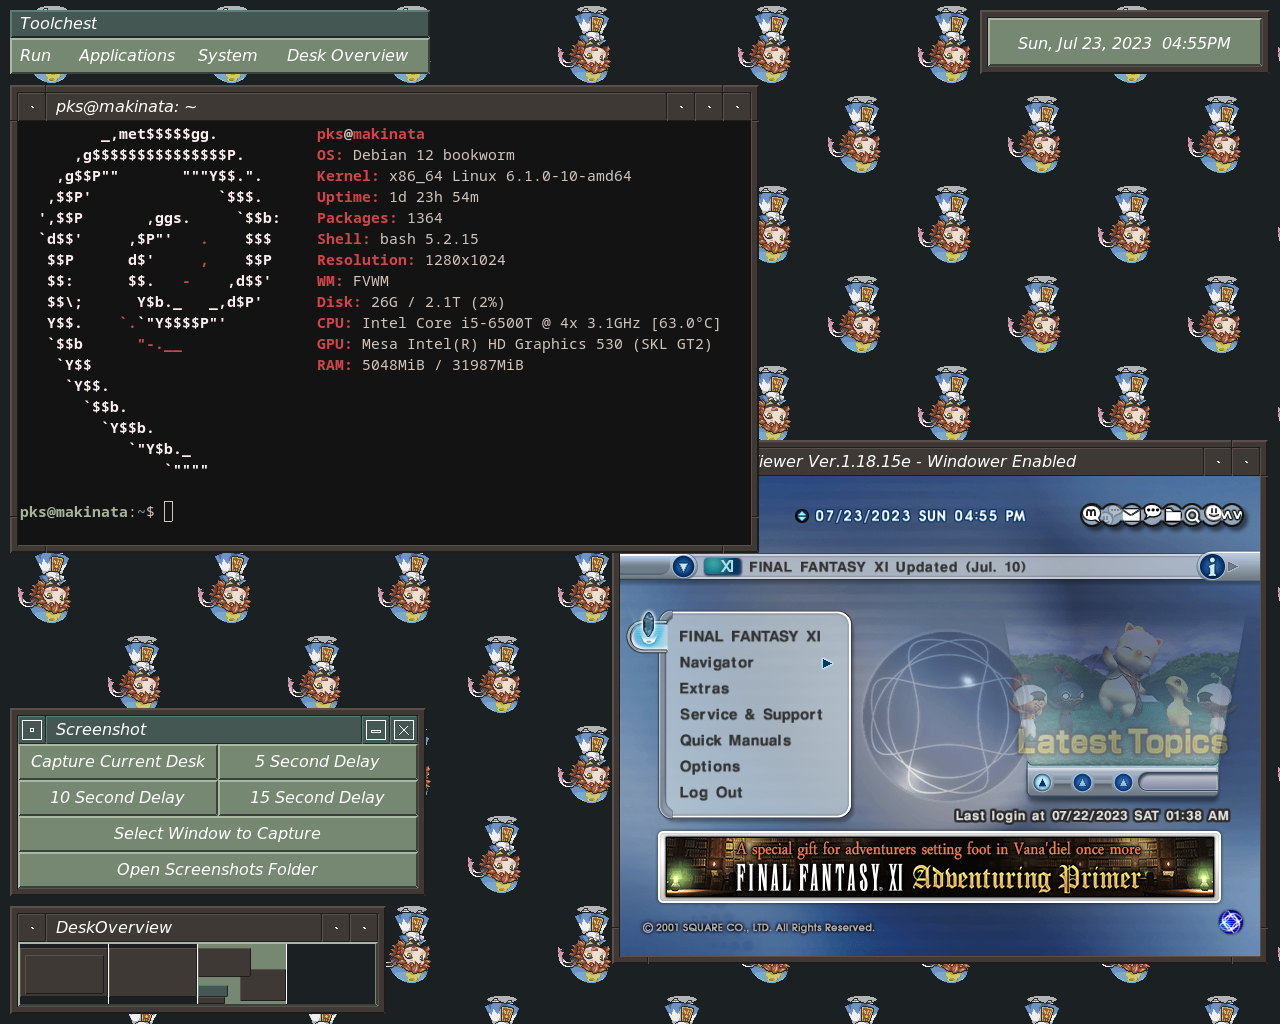 Toolchest
Run Applications System Desk Overview
Sun, Jul 23, 2023 04:55PM
pks@makinata: ~
_,met$$$$$gg.
,g$$$$$$$$$$$$$$$P.
,g$$P"" """Y$$.".
,$$P' `$$$.
',$$P ,ggs. `$$b:
`d$$' ,$P"' . $$$
$$P d$' , $$P
$$: $$. - ,d$$'
$$\; Y$b._ _,d$P'
Y$$. `.`"Y$$$$P"'
`$$b "-.__
`Y$$
`Y$$.
`$$b.
`Y$$b.
`"Y$b._
`""""
pks@makinata
OS: Debian 12 bookworm
Kernel: x86_64 Linux 6.1.0-10-amd64
Uptime: 1d 23h 54m
Packages: 1364
Shell: bash 5.2.15
Resolution: 1280x1024
WM: FVWM
Disk: 26G / 2.1T (2%)
CPU: Intel Core i5-6500T @ 4x 3.1GHz [63.0°C]
GPU: Mesa Intel(R) HD Graphics 530 (SKL GT2)
RAM: 5048MiB / 31987MiB
pks@makinata:~$
iewer Ver.1.18.15e - Windower Enabled
07/23/2023 SUN 04:55 PM
XI FINAL FANTASY XI Updated (Jul. 10)
FINAL FANTASY XI
Navigator
Extras
Service & Support
Quick Manuals
Options
Log Out
Latest Topics
Last login at 07/22/2023 SAT 01:38 AM
A special gift for adventurers setting foot in Vana'diel once more
FINAL FANTASY XI Adventuring Primer
© 2001 SQUARE CO., LTD. All Rights Reserved.
Screenshot
Capture Current Desk 5 Second Delay
10 Second Delay 15 Second Delay
Select Window to Capture
Open Screenshots Folder
DeskOverview